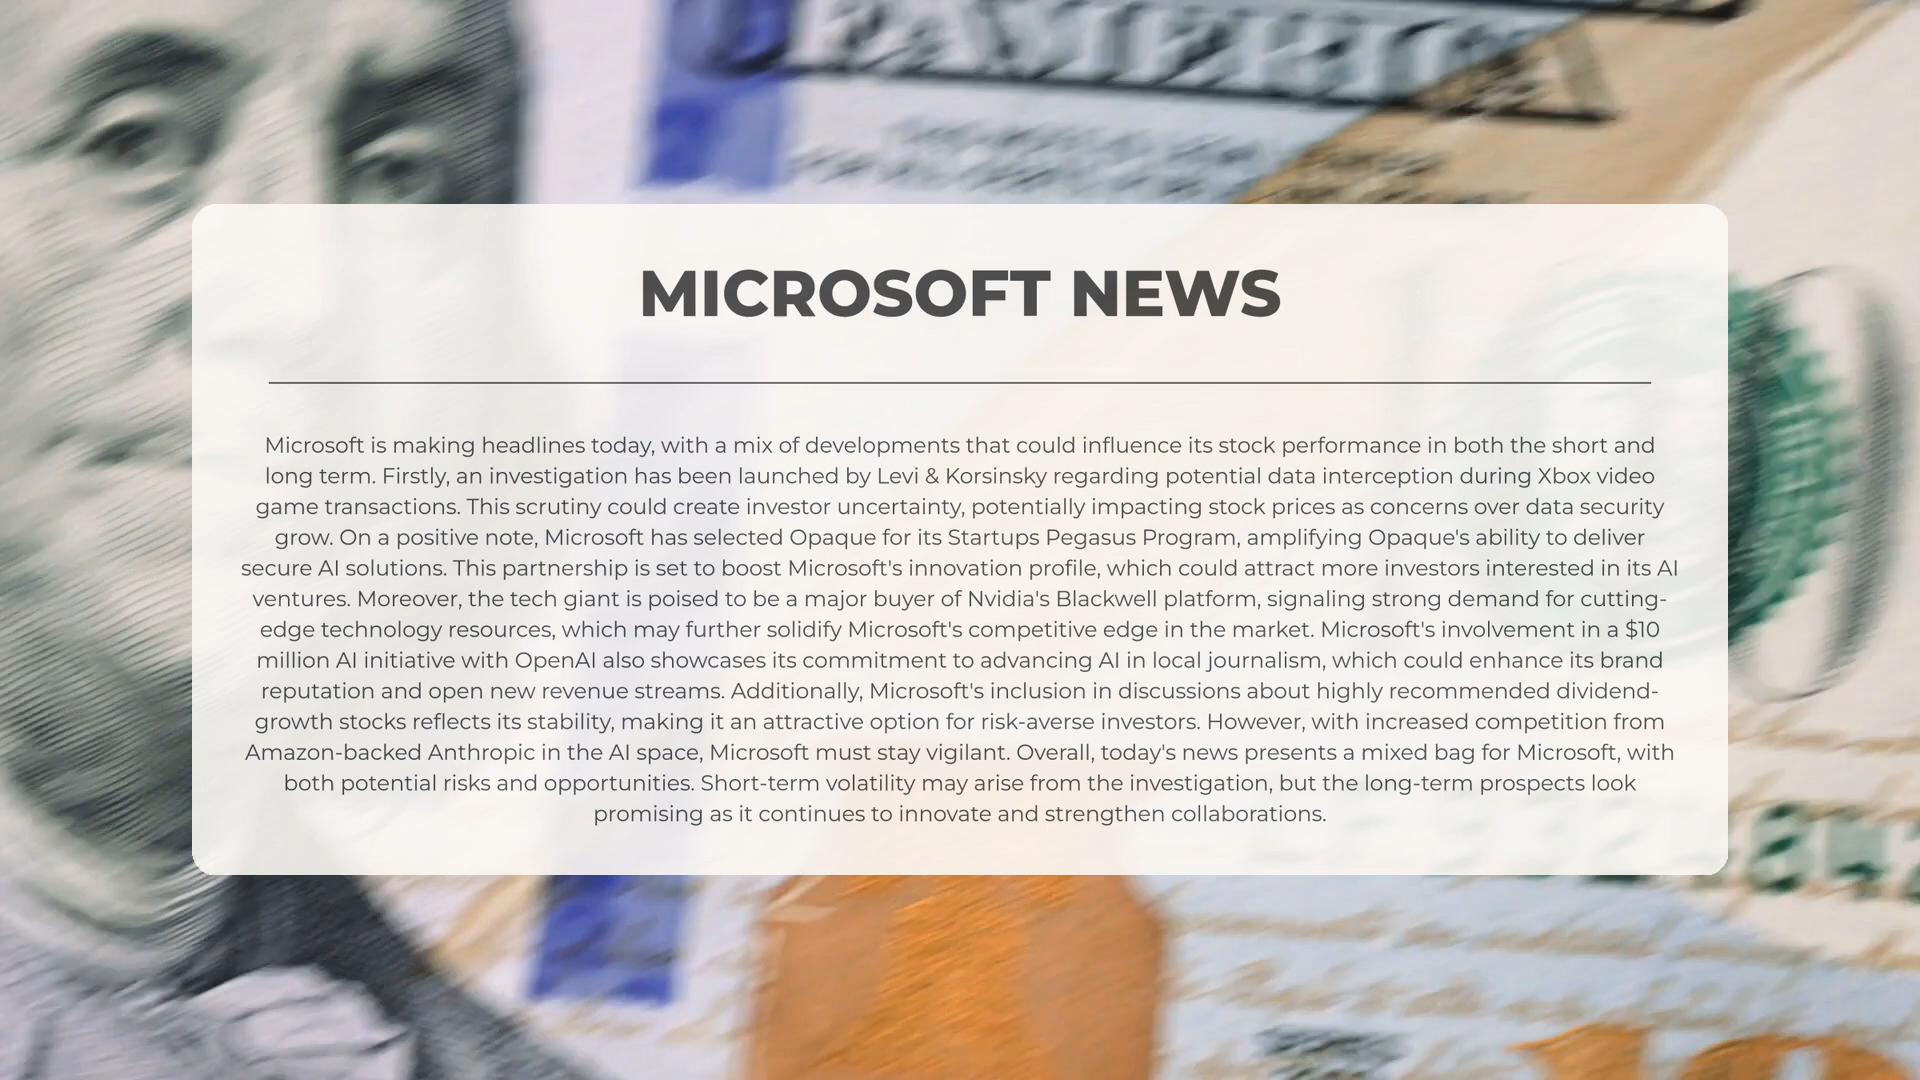 MICROSOFT NEWS
Microsoft is making headlines today, with a mix of developments that could influence its stock performance in both the short and
long term. Firstly, an investigation has been launched by Levi & Korsinsky regarding potential data interception during Xbox video
game transactions. This scrutiny could create investor uncertainty, potentially impacting stock prices as concerns over data security
grow. On a positive note, Microsoft has selected Opaque for its Startups Pegasus Program, amplifying Opaque's ability to deliver
secure AI solutions. This partnership is set to boost Microsoft's innovation profile, which could attract more investors interested in its AI
ventures. Moreover, the tech giant is poised to be a major buyer of Nvidia's Blackwell platform, signaling strong demand for cutting-
edge technology resources, which may further solidify Microsoft's competitive edge in the market. Microsoft's involvement in a $10
million AI initiative with OpenAI also showcases its commitment to advancing AI in local journalism, which could enhance its brand
reputation and open new revenue streams. Additionally, Microsoft's inclusion in discussions about highly recommended dividend-
growth stocks reflects its stability, making it an attractive option for risk-averse investors. However, with increased competition from
Amazon-backed Anthropic in the AI space, Microsoft must stay vigilant. Overall, today's news presents a mixed bag for Microsoft, with
both potential risks and opportunities. Short-term volatility may arise from the investigation, but the long-term prospects look
promising as it continues to innovate and strengthen collaborations.